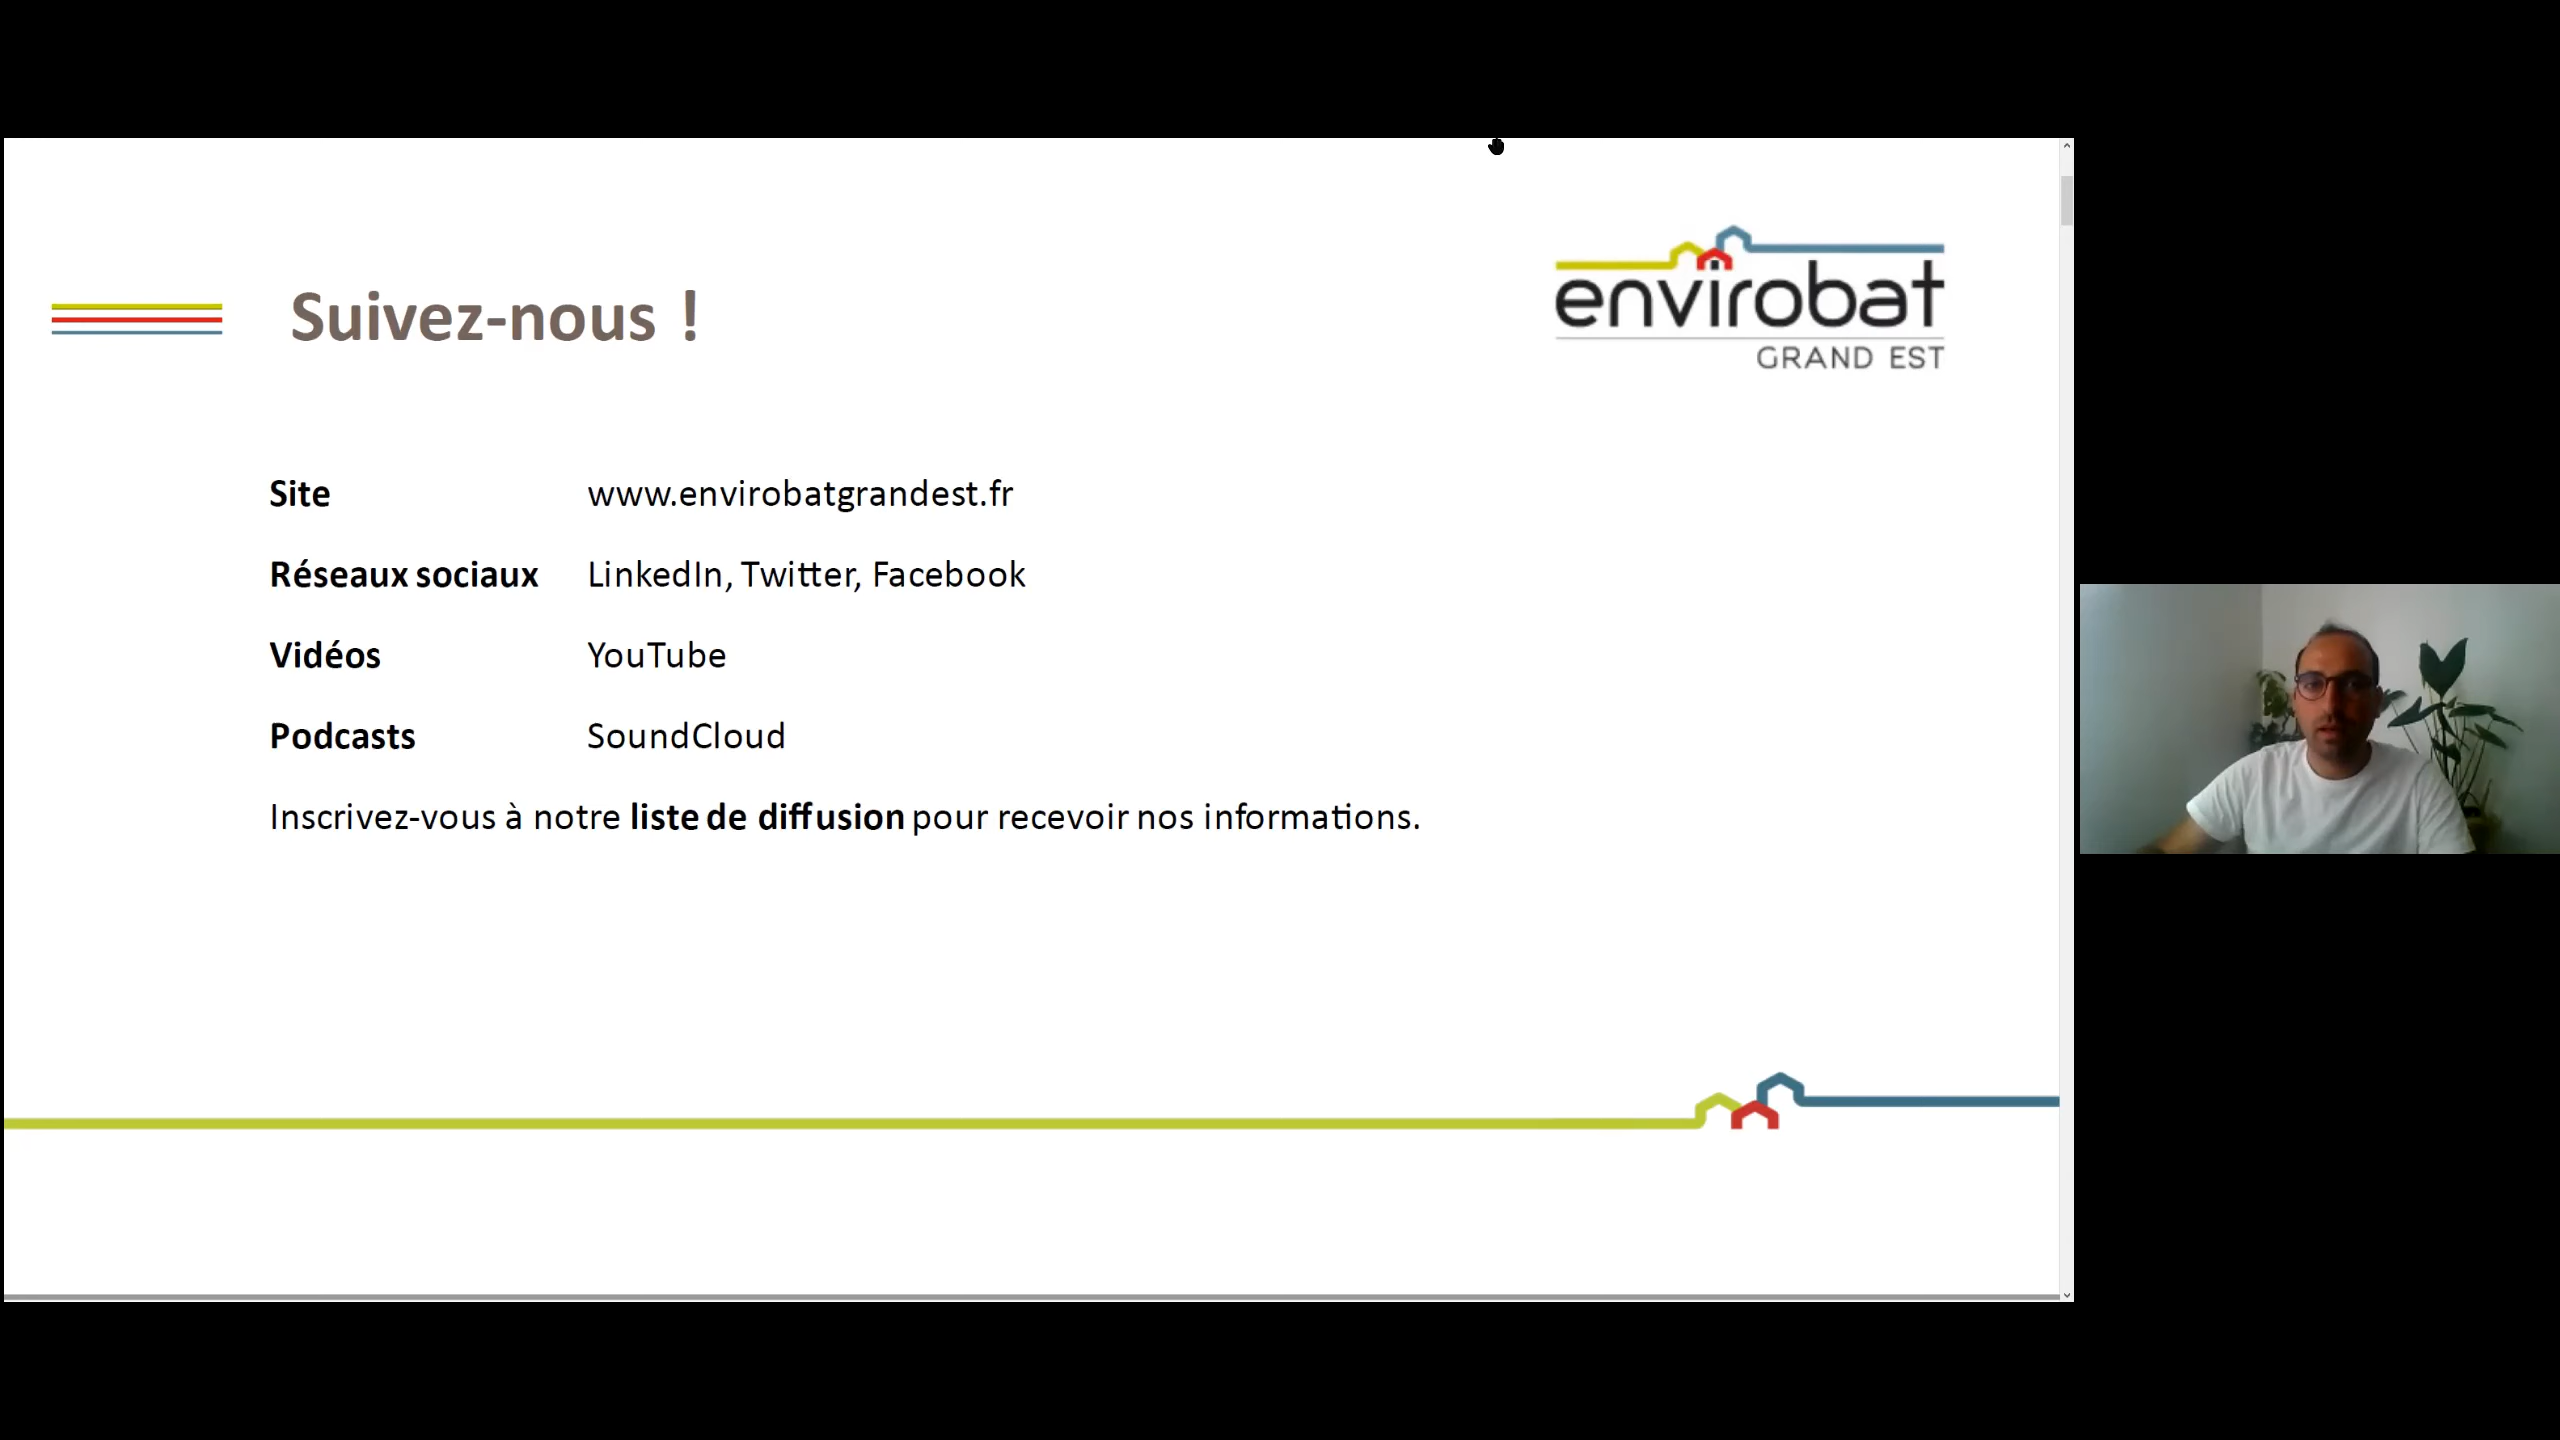 Suivez-nous !
envirobat
GRAND EST
Site www.envirobatgrandest.fr
Réseaux sociaux LinkedIn, Twitter, Facebook
Vidéos YouTube
Podcasts SoundCloud
Inscrivez-vous à notre liste de diffusion pour recevoir nos informations.